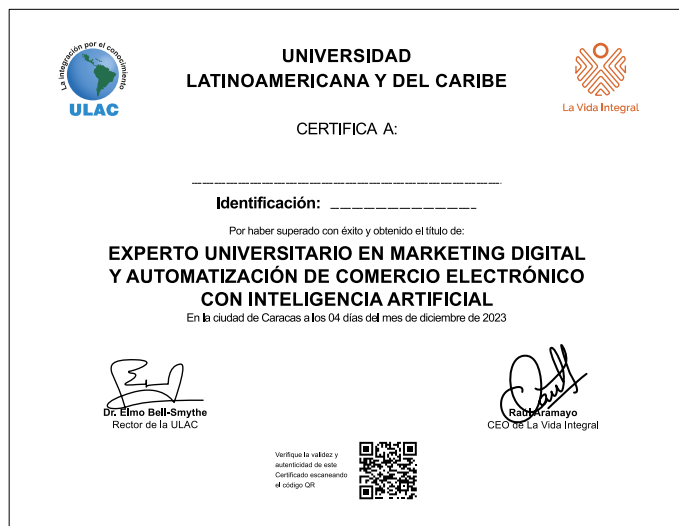 La integración por el conocimiento
ULAC
UNIVERSIDAD
LATINOAMERICANA Y DEL CARIBE
La Vida Integral
CERTIFICA A:
Identificación:
Por haber superado con éxito y obtenido el título de:
EXPERTO UNIVERSITARIO EN MARKETING DIGITAL
Y AUTOMATIZACIÓN DE COMERCIO ELECTRÓNICO
CON INTELIGENCIA ARTIFICIAL
En la ciudad de Caracas a los 04 días del mes de diciembre de 2023
Dr. Elmo Bell-Smythe
Rector de la ULAC
Raúl Aramayo
CEO de La Vida Integral
Verifique la validez y
autenticidad de este
Certificado escaneando
el código QR